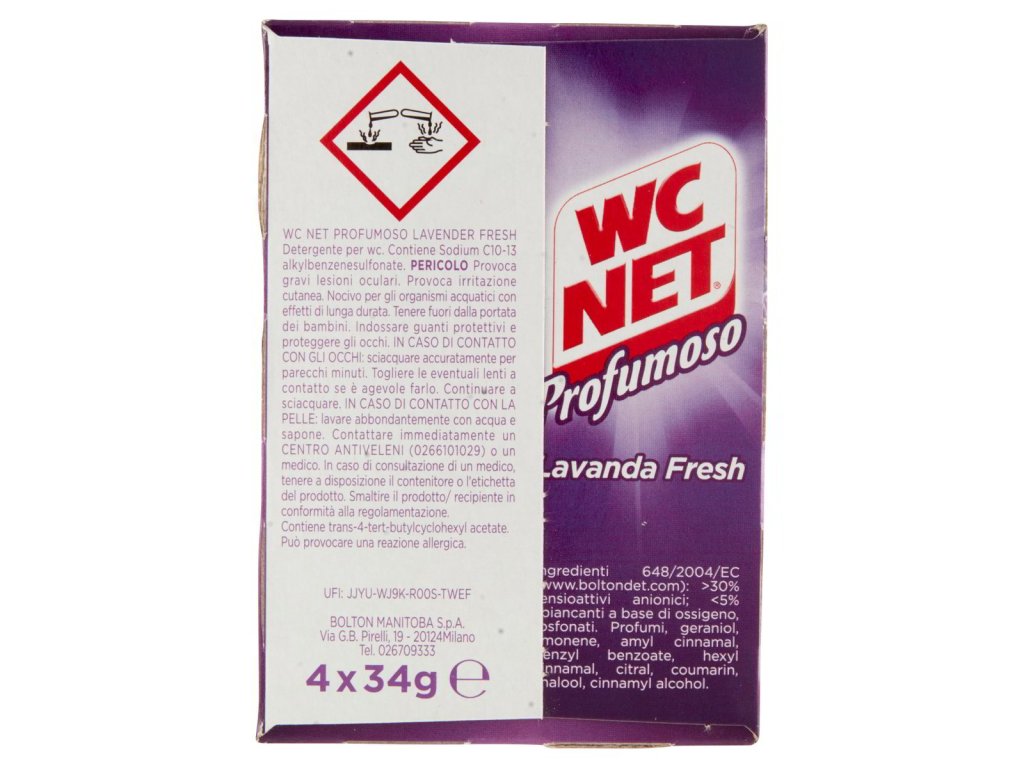 WC NET PROFUMOSO LAVENDER FRESH
Detergente per wc. Contiene Sodium C10-13
alkylbenzenesulfonate. PERICOLO Provoca
gravi lesioni oculari. Provoca irritazione
cutanea. Nocivo per gli organismi acquatici con
effetti di lunga durata. Tenere fuori dalla portata
dei bambini. Indossare guanti protettivi e
proteggere gli occhi. IN CASO DI CONTATTO
CON GLI OCCHI: sciacquare accuratamente per
parecchi minuti. Togliere le eventuali lenti a
contatto se è agevole farlo. Continuare a
sciacquare. IN CASO DI CONTATTO CON LA
PELLE: lavare abbondantemente con acqua e
sapone. Contattare immediatamente un
CENTRO ANTIVELENI (0266101029) o un
medico. In caso di consultazione di un medico,
tenere a disposizione il contenitore o l'etichetta
del prodotto. Smaltire il prodotto/ recipiente in
conformità alla regolamentazione.
Contiene trans-4-tert-butylcyclohexyl acetate.
Può provocare una reazione allergica.
UFI: JJYU-WJ9K-R00S-TWEF
BOLTON MANITOBA S.p.A.
Via G.B. Pirelli, 19 - 20124Milano
Tel. 026709333
4x34g e
WC
NET®
Profumoso
Lavanda Fresh
ngredienti 648/2004/EC
www.boltondet.com): >30%
ensioattivi anionici; <5%
biancanti a base di ossigeno,
osfonati. Profumi, geraniol,
monene, amyl cinnamal,
enzyl benzoate, hexyl
nnamal, citral, coumarin,
nalool, cinnamyl alcohol.